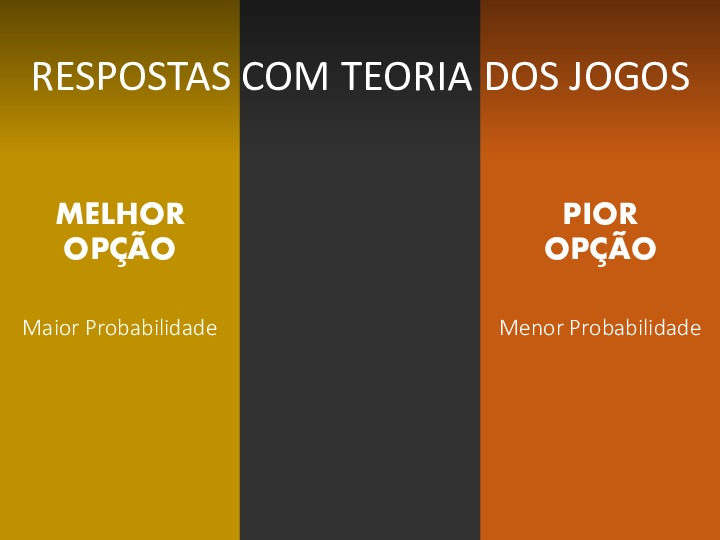 RESPOSTAS COM TEORIA DOS JOGOS
MELHOR
OPÇÃO
Maior Probabilidade
PIOR
OPÇÃO
Menor Probabilidade